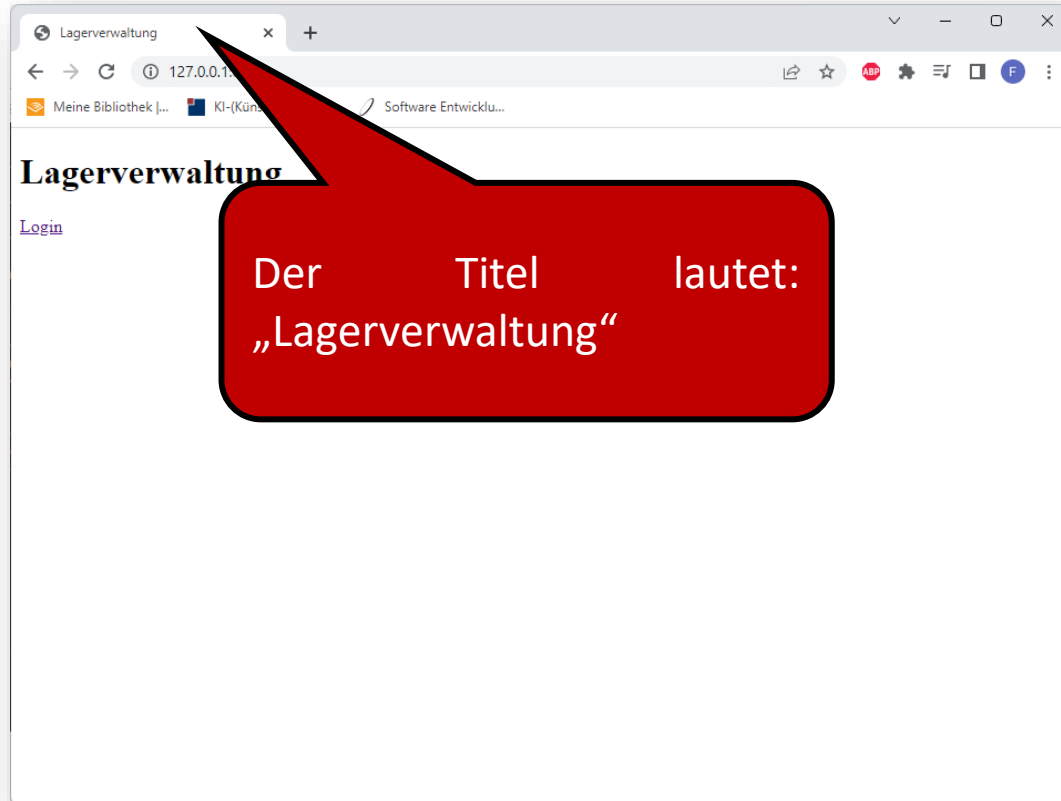 Lagerverwaltung
127.0.0.1
Meine Bibliothek |... KI-(Küns Software Entwicklu...
ABP
F
Lagerverwaltung
Login
Der Titel lautet:
„Lagerverwaltung“